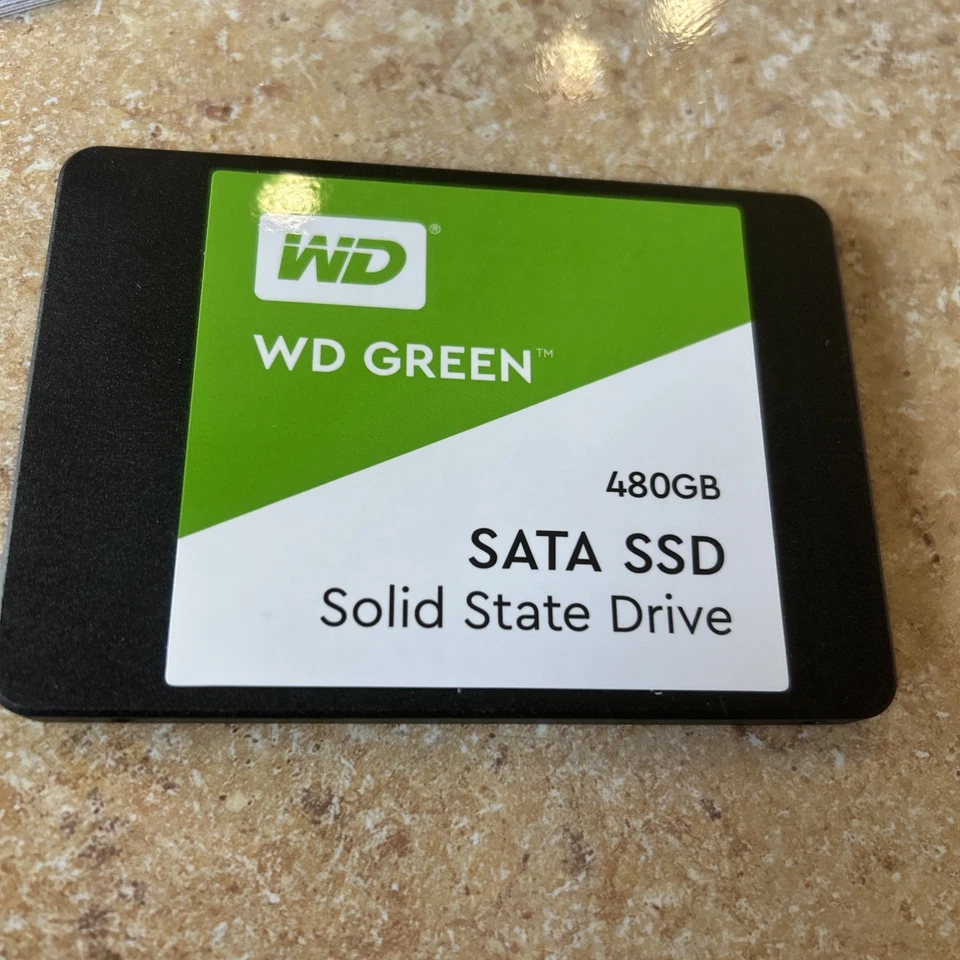 WD®
WD GREEN™
480GB
SATA SSD
Solid State Drive